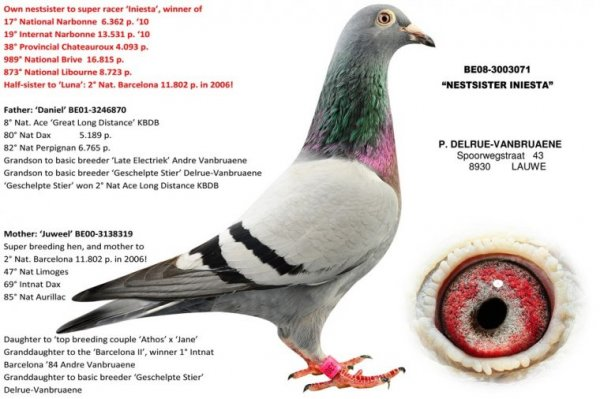 Own nestsister to super racer ‘Iniesta’, winner of
17° National Narbonne 6.362 p. ‘10
19° Internat Narbonne 13.531 p. ‘10
38° Provincial Chateauroux 4.093 p.
989° National Brive 16.815 p.
873° National Libourne 8.723 p.
Half-sister to ‘Luna’: 2° Nat. Barcelona 11.802 p. in 2006!
Father: ‘Daniel’ BE01-3246870
8° Nat. Ace ‘Great Long Distance’ KBDB
80° Nat Dax 5.189 p.
82° Nat Perpignan 6.765 p.
Grandson to basic breeder ‘Late Electriek’ Andre Vanbruaene
Grandson to basic breeder ‘Geschelpte Stier’ Delrue-Vanbruaene
‘Geschelpte Stier’ won 2° Nat Ace Long Distance KBDB
Mother: ‘Juweel’ BE00-3138319
Super breeding hen, and mother to
2° Nat. Barcelona 11.802 p. in 2006!
47° Nat Limoges
69° Intnat Dax
85° Nat Aurillac
Daughter to ‘top breeding couple ‘Athos’ x ‘Jane’
Granddaughter to the ‘Barcelona II’, winner 1° Intnat
Barcelona ’84 Andre Vanbruaene
Granddaughter to basic breeder ‘Geschelpte Stier’
Delrue-Vanbruaene
BE08-3003071
“NESTSISTER INIESTA”
P. DELRUE-VANBRUAENE
Spoorwegstraat 43
8930 LAUWE